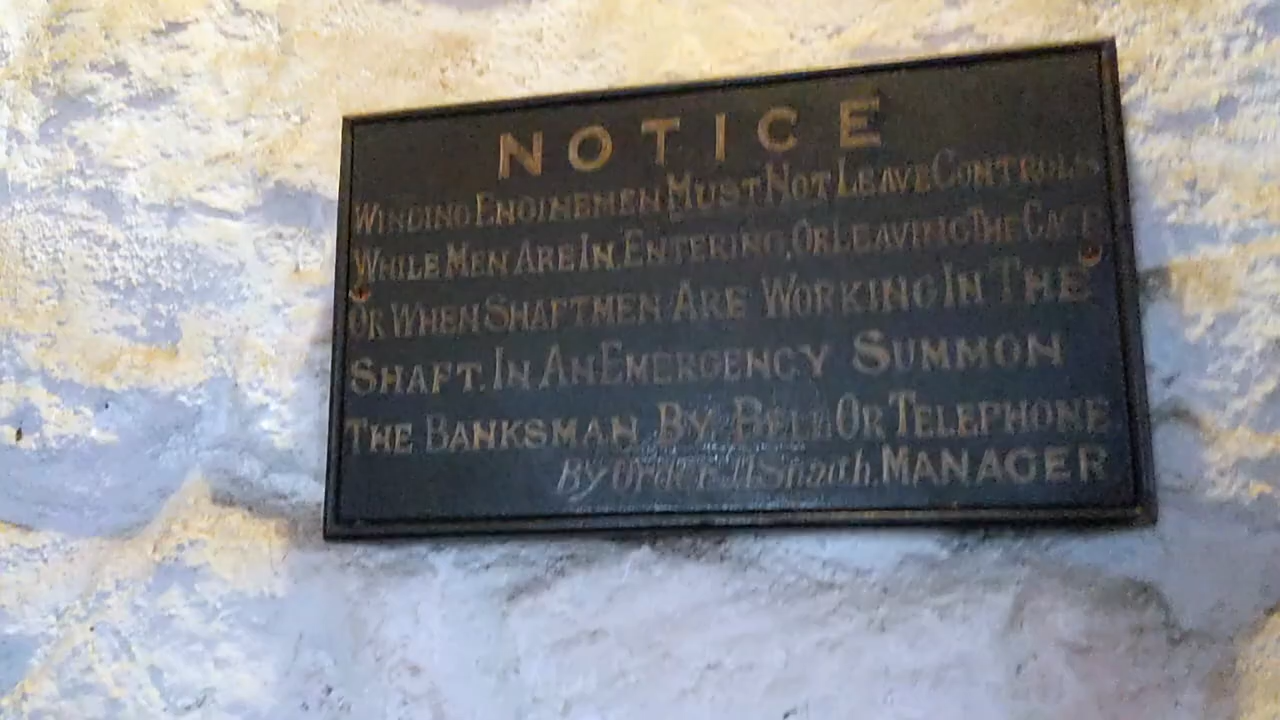 NOTICE
WINDING ENGINEMEN MUST NOT LEAVE CONTROLS
WHILE MEN ARE IN, ENTERING, OR LEAVING THE CAGE
OR WHEN SHAFTMEN ARE WORKING IN THE
SHAFT. IN AN EMERGENCY SUMMON
THE BANKSMAN BY BELL OR TELEPHONE
By Order MANAGER